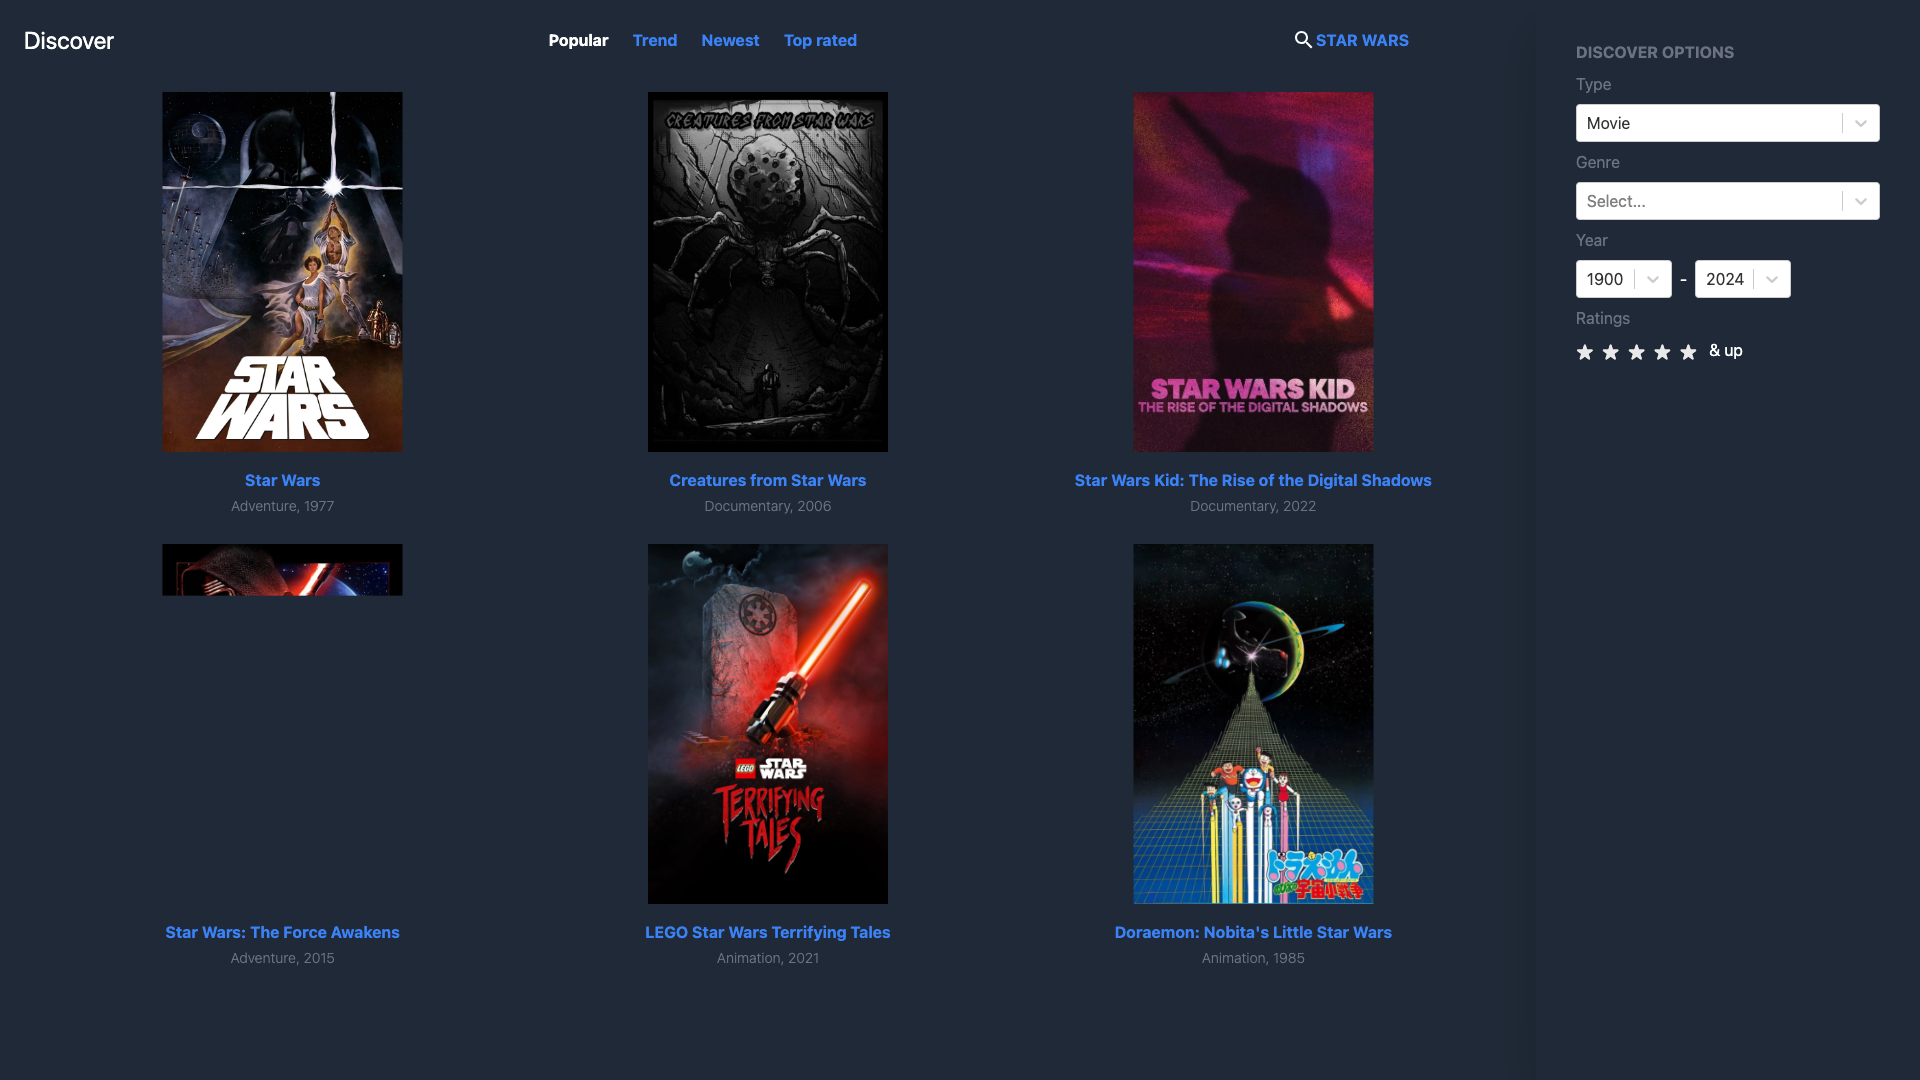 Discover
Popular
Trend
Newest
Top rated
STAR WARS
CREATURES FROM STAR WARS
STAR WARS KID
THE RISE OF THE DIGITAL SHADOWS
STAR
WARS
Star Wars
Adventure, 1977
Creatures from Star Wars
Documentary, 2006
Star Wars Kid: The Rise of the Digital Shadows
Documentary, 2022
LEGO STAR WARS
TERRIFYING
TALES
ドラえもん
のび太の宇宙小戦争
Star Wars: The Force Awakens
Adventure, 2015
LEGO Star Wars Terrifying Tales
Animation, 2021
Doraemon: Nobita's Little Star Wars
Animation, 1985
DISCOVER OPTIONS
Type
Movie
Genre
Select...
Year
1900 - 2024
Ratings
& up